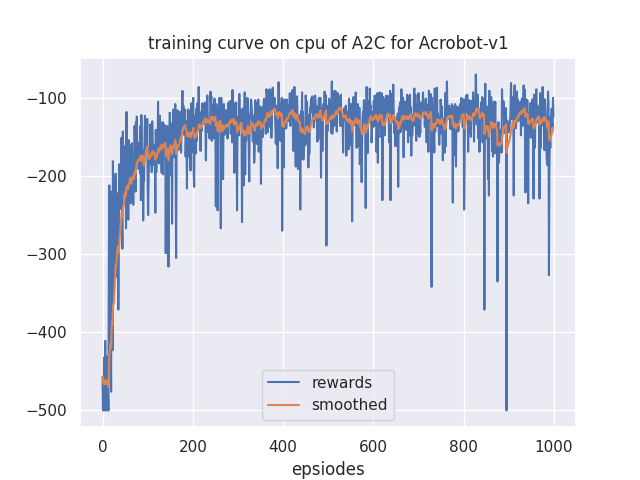 training curve on cpu of A2C for Acrobot-v1
−100
−200
−300
−400
−500
rewards
smoothed
0 200 400 600 800 1000
epsiodes